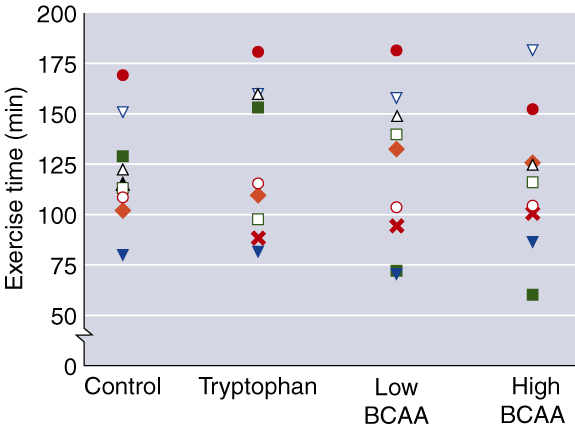 200
175
150
125
100
75
50
0
Exercise time (min)
Control
Tryptophan
Low
BCAA
High
BCAA